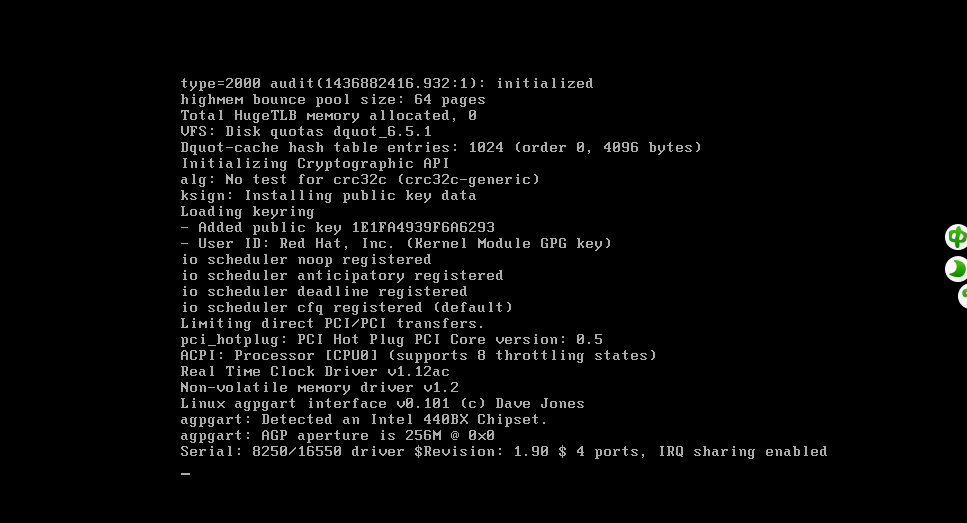 type=2000 audit(1436882416.932:1): initialized
highmem bounce pool size: 64 pages
Total HugeTLB memory allocated, 0
VFS: Disk quotas dquot_6.5.1
Dquot-cache hash table entries: 1024 (order 0, 4096 bytes)
Initializing Cryptographic API
alg: No test for crc32c (crc32c-generic)
ksign: Installing public key data
Loading keyring
- Added public key 1E1FA4939F6A6293
- User ID: Red Hat, Inc. (Kernel Module GPG key)
io scheduler noop registered
io scheduler anticipatory registered
io scheduler deadline registered
io scheduler cfq registered (default)
Limiting direct PCI/PCI transfers.
pci_hotplug: PCI Hot Plug PCI Core version: 0.5
ACPI: Processor [CPU0] (supports 8 throttling states)
Real Time Clock Driver v1.12ac
Non-volatile memory driver v1.2
Linux agpgart interface v0.101 (c) Dave Jones
agpgart: Detected an Intel 440BX Chipset.
agpgart: AGP aperture is 256M @ 0x0
Serial: 8250/16550 driver $Revision: 1.90 $ 4 ports, IRQ sharing enabled
_
中